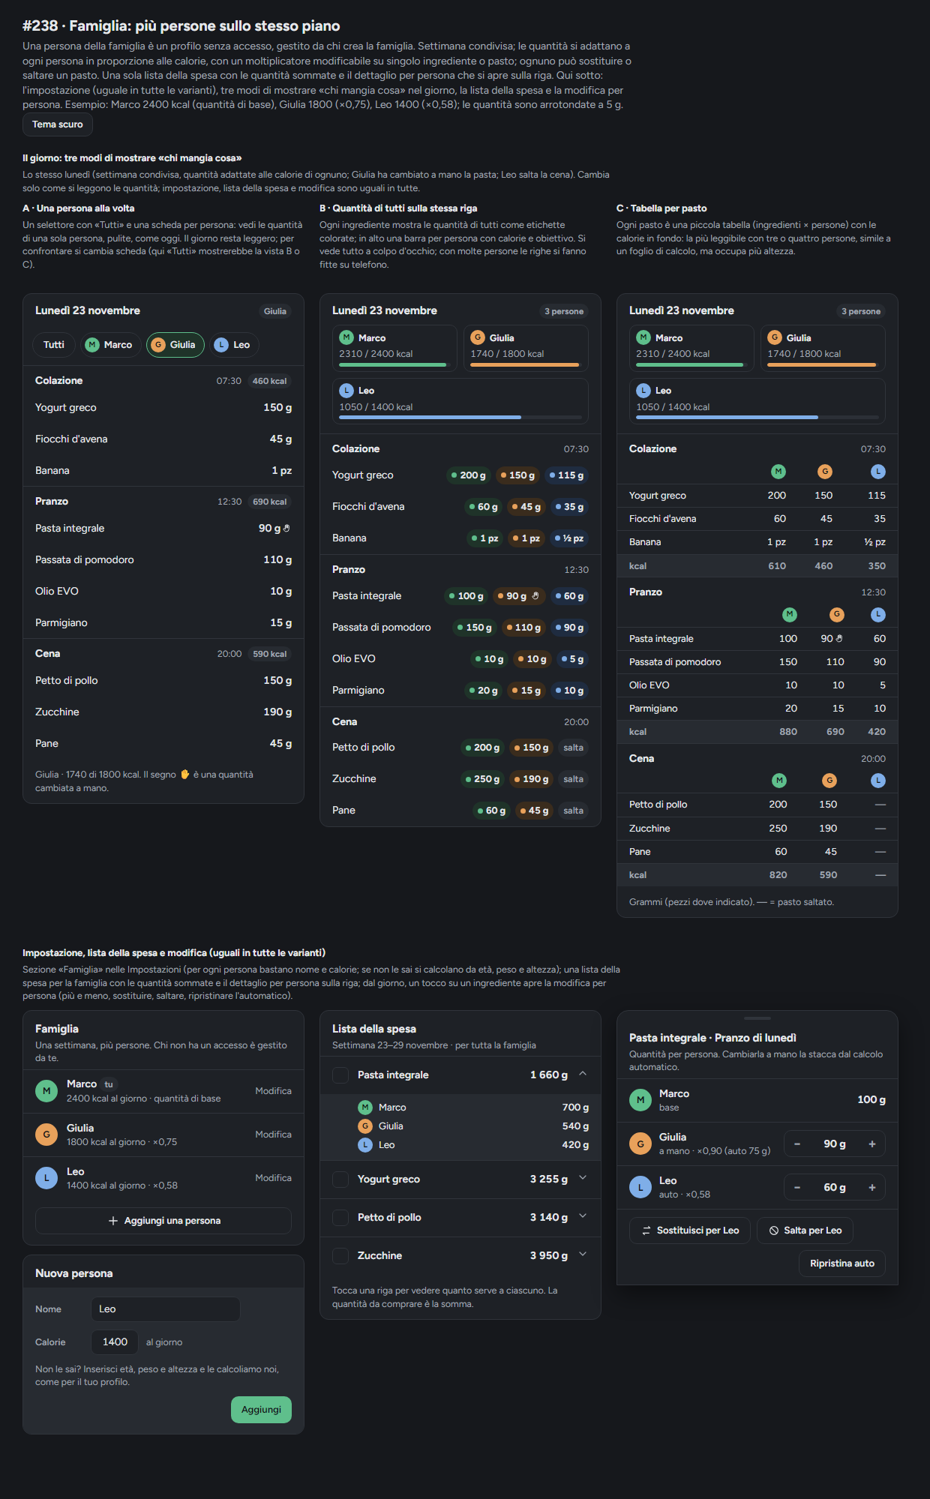 #238 · Famiglia: più persone sullo stesso piano
Una persona della famiglia è un profilo senza accesso, gestito da chi crea la famiglia. Settimana condivisa; le quantità si adattano a
ogni persona in proporzione alle calorie, con un moltiplicatore modificabile su singolo ingrediente o pasto; ognuno può sostituire o
saltare un pasto. Una sola lista della spesa con le quantità sommate e il dettaglio per persona che si apre sulla riga. Qui sotto:
l'impostazione (uguale in tutte le varianti), tre modi di mostrare «chi mangia cosa» nel giorno, la lista della spesa e la modifica per
persona. Esempio: Marco 2400 kcal (quantità di base), Giulia 1800 (×0,75), Leo 1400 (×0,58); le quantità sono arrotondate a 5 g.
Tema scuro
Il giorno: tre modi di mostrare «chi mangia cosa»
Lo stesso lunedì (settimana condivisa, quantità adattate alle calorie di ognuno; Giulia ha cambiato a mano la pasta; Leo salta la cena). Cambia
solo come si leggono le quantità; impostazione, lista della spesa e modifica sono uguali in tutte.
A · Una persona alla volta
Un selettore con «Tutti» e una scheda per persona: vedi le quantità
di una sola persona, pulite, come oggi. Il giorno resta leggero; per
confrontare si cambia scheda (qui «Tutti» mostrerebbe la vista B o
C).
Lunedì 23 novembre
Giulia
Tutti
M Marco
G Giulia
L Leo
Colazione 07:30 460 kcal
Yogurt greco 150 g
Fiocchi d'avena 45 g
Banana 1 pz
Pranzo 12:30 690 kcal
Pasta integrale 90 g
Passata di pomodoro 110 g
Olio EVO 10 g
Parmigiano 15 g
Cena 20:00 590 kcal
Petto di pollo 150 g
Zucchine 190 g
Pane 45 g
Giulia · 1740 di 1800 kcal. Il segno ✋ è una quantità
cambiata a mano.
B · Quantità di tutti sulla stessa riga
Ogni ingrediente mostra le quantità di tutti come etichette
colorate; in alto una barra per persona con calorie e obiettivo. Si
vede tutto a colpo d'occhio; con molte persone le righe si fanno
fitte su telefono.
Lunedì 23 novembre
3 persone
M Marco
2310 / 2400 kcal
G Giulia
1740 / 1800 kcal
L Leo
1050 / 1400 kcal
Colazione 07:30
Yogurt greco 200 g 150 g 115 g
Fiocchi d'avena 60 g 45 g 35 g
Banana 1 pz 1 pz ½ pz
Pranzo 12:30
Pasta integrale 100 g 90 g 60 g
Passata di pomodoro 150 g 110 g 90 g
Olio EVO 10 g 10 g 5 g
Parmigiano 20 g 15 g 10 g
Cena 20:00
Petto di pollo 200 g 150 g salta
Zucchine 250 g 190 g salta
Pane 60 g 45 g salta
C · Tabella per pasto
Ogni pasto è una piccola tabella (ingredienti × persone) con le
calorie in fondo: la più leggibile con tre o quattro persone, simile a
un foglio di calcolo, ma occupa più altezza.
Lunedì 23 novembre
3 persone
M Marco
2310 / 2400 kcal
G Giulia
1740 / 1800 kcal
L Leo
1050 / 1400 kcal
Colazione 07:30
M G L
Yogurt greco 200 150 115
Fiocchi d'avena 60 45 35
Banana 1 pz 1 pz ½ pz
kcal 610 460 350
Pranzo 12:30
M G L
Pasta integrale 100 90 60
Passata di pomodoro 150 110 90
Olio EVO 10 10 5
Parmigiano 20 15 10
kcal 880 690 420
Cena 20:00
M G L
Petto di pollo 200 150 —
Zucchine 250 190 —
Pane 60 45 —
kcal 820 590 —
Grammi (pezzi dove indicato). — = pasto saltato.
Impostazione, lista della spesa e modifica (uguali in tutte le varianti)
Sezione «Famiglia» nelle Impostazioni (per ogni persona bastano nome e calorie; se non le sai si calcolano da età, peso e altezza); una lista della
spesa per la famiglia con le quantità sommate e il dettaglio per persona sulla riga; dal giorno, un tocco su un ingrediente apre la modifica per
persona (più e meno, sostituire, saltare, ripristinare l'automatico).
Famiglia
Una settimana, più persone. Chi non ha un accesso è gestito
da te.
M Marco tu
2400 kcal al giorno · quantità di base
Modifica
G Giulia
1800 kcal al giorno · ×0,75
Modifica
L Leo
1400 kcal al giorno · ×0,58
Modifica
+ Aggiungi una persona
Nuova persona
Nome Leo
Calorie 1400 al giorno
Non le sai? Inserisci età, peso e altezza e le calcoliamo noi,
come per il tuo profilo.
Aggiungi
Lista della spesa
Settimana 23–29 novembre · per tutta la famiglia
Pasta integrale 1 660 g
M Marco 700 g
G Giulia 540 g
L Leo 420 g
Yogurt greco 3 255 g
Petto di pollo 3 140 g
Zucchine 3 950 g
Tocca una riga per vedere quanto serve a ciascuno. La
quantità da comprare è la somma.
Pasta integrale · Pranzo di lunedì
Quantità per persona. Cambiarla a mano la stacca dal calcolo
automatico.
M Marco
base
100 g
G Giulia
a mano · ×0,90 (auto 75 g)
− 90 g +
L Leo
auto · ×0,58
− 60 g +
Sostituisci per Leo
Salta per Leo
Ripristina auto